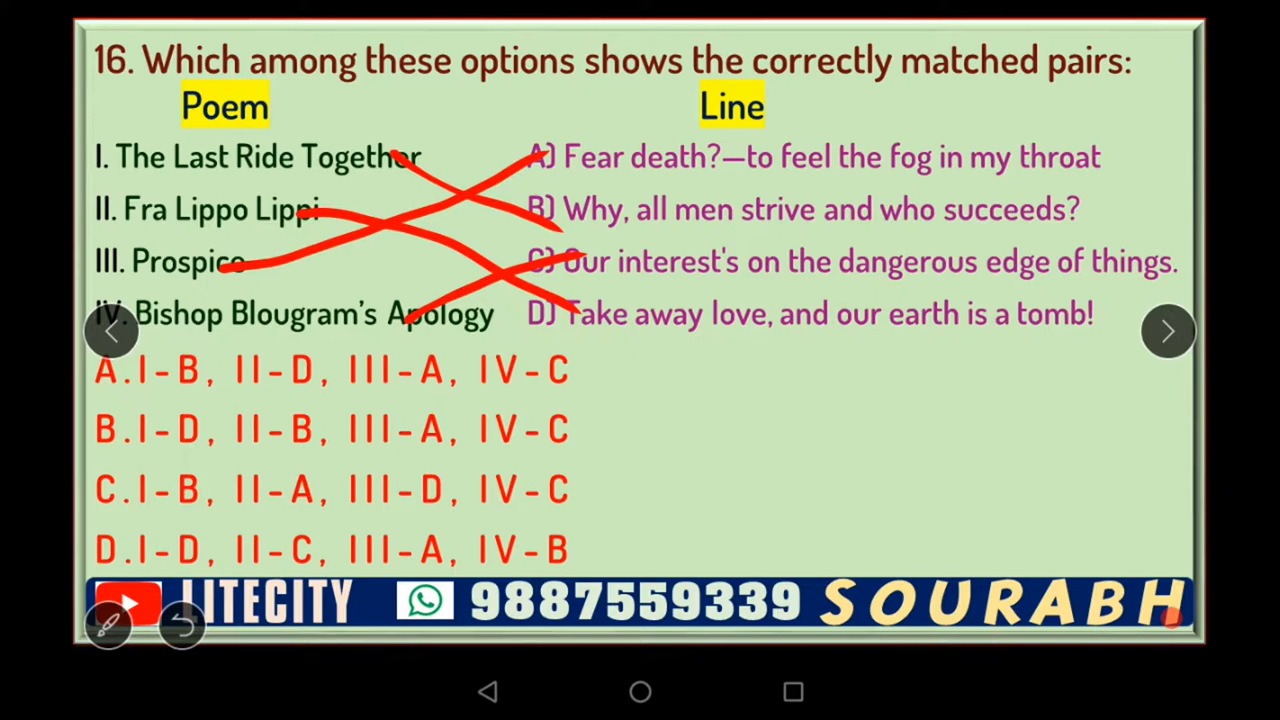 16. Which among these options shows the correctly matched pairs:
Poem Line
I. The Last Ride Together A) Fear death?—to feel the fog in my throat
II. Fra Lippo Lippi B) Why, all men strive and who succeeds?
III. Prospice C) Our interest's on the dangerous edge of things.
IV. Bishop Blougram's Apology D) Take away love, and our earth is a tomb!
A.I-B, II-D, III-A, IV-C
B.I-D, II-B, III-A, IV-C
C.I-B, II-A, III-D, IV-C
D.I-D, II-C, III-A, IV-B
LITECITY 9887559339 SOURABH